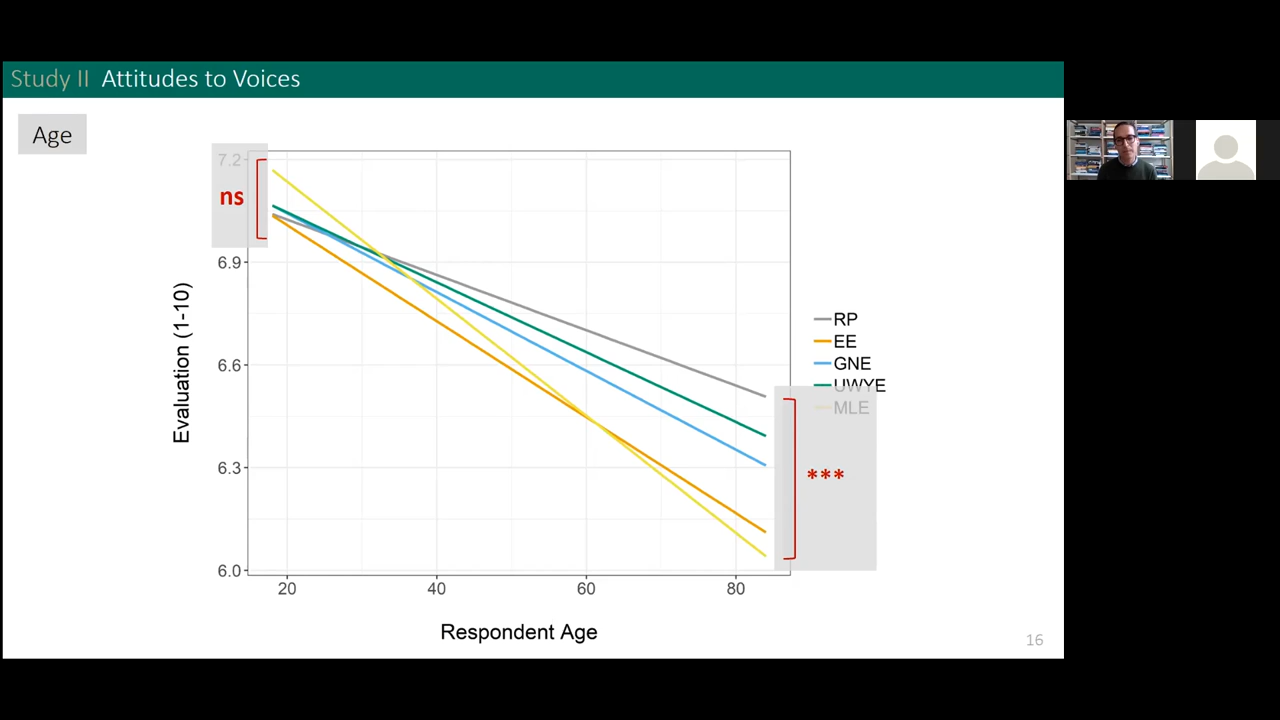 Study II Attitudes to Voices
Age
7.2
ns
6.9
6.6
6.3
6.0
Evaluation (1-10)
20 40 60 80
Respondent Age
RP
EE
GNE
UWYE
MLE
***
16